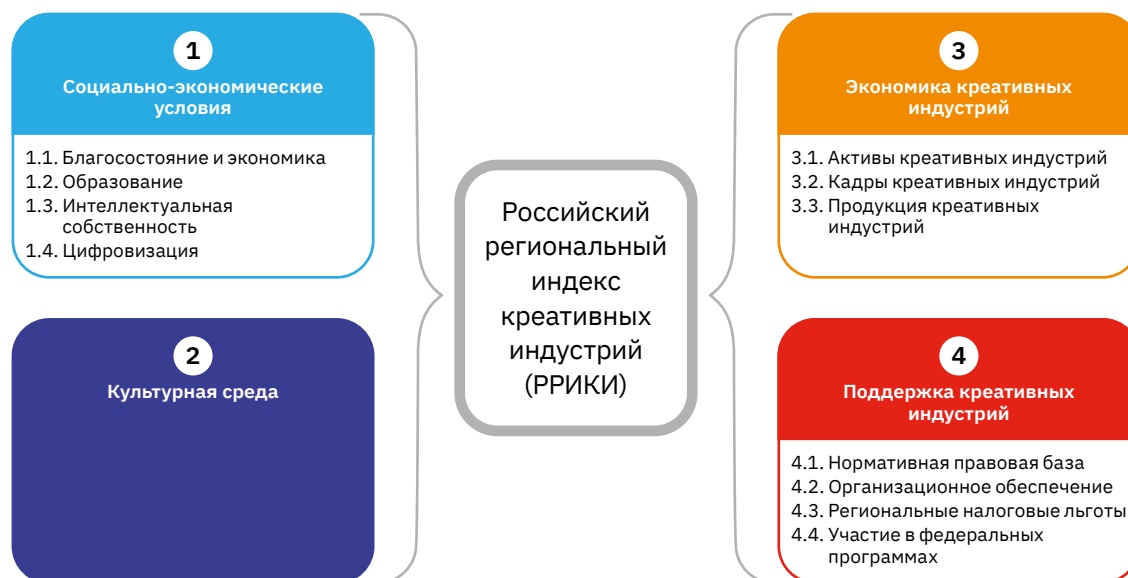 1
Социально-экономические
условия
1.1. Благосостояние и экономика
1.2. Образование
1.3. Интеллектуальная
собственность
1.4. Цифровизация
2
Культурная среда
Российский
региональный
индекс
креативных
индустрий
(РРИКИ)
3
Экономика креативных
индустрий
3.1. Активы креативных индустрий
3.2. Кадры креативных индустрий
3.3. Продукция креативных
индустрий
4
Поддержка креативных
индустрий
4.1. Нормативная правовая база
4.2. Организационное обеспечение
4.3. Региональные налоговые льготы
4.4. Участие в федеральных
программах